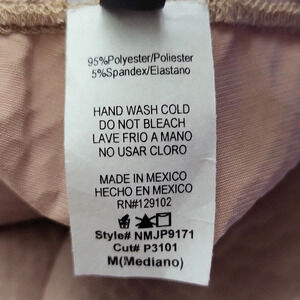 95%Polyester/Poliester
5%Spandex/Elastano
HAND WASH COLD
DO NOT BLEACH
LAVE FRIO A MANO
NO USAR CLORO
MADE IN MEXICO
HECHO EN MEXICO
RN#129102
Style# NMJP9171
Cut# P3101
M(Mediano)